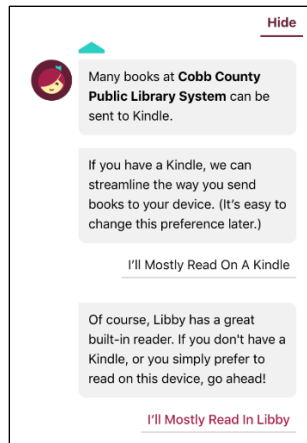 Hide
Many books at Cobb County
Public Library System can be
sent to Kindle.
If you have a Kindle, we can
streamline the way you send
books to your device. (It's easy to
change this preference later.)
I'll Mostly Read On A Kindle
Of course, Libby has a great
built-in reader. If you don't have a
Kindle, or you simply prefer to
read on this device, go ahead!
I'll Mostly Read In Libby